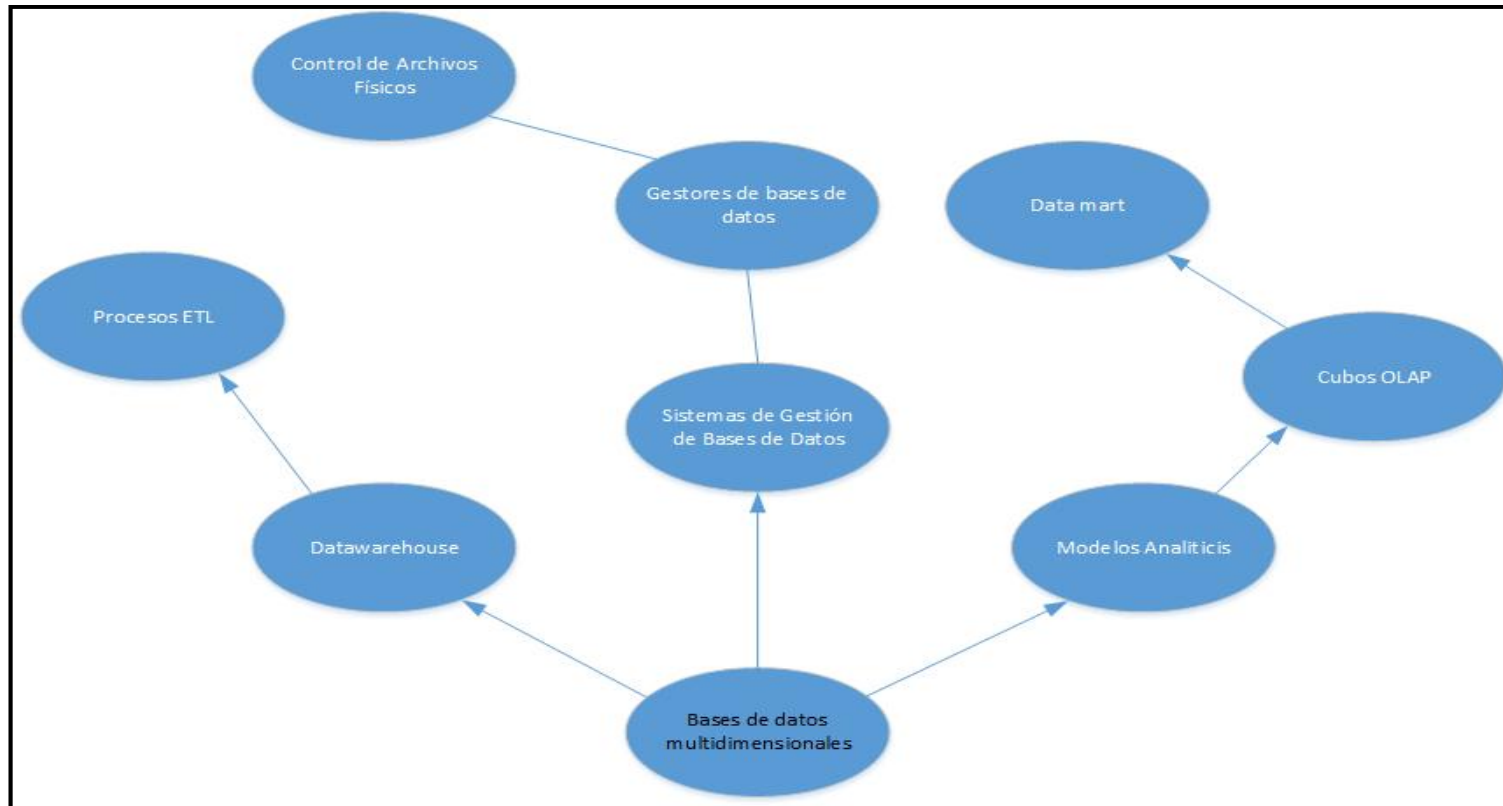 Control de Archivos
Físicos
Gestores de bases de
datos
Data mart
Procesos ETL
Cubos OLAP
Sistemas de Gestión
de Bases de Datos
Datawarehouse
Modelos Analiticis
Bases de datos
multidimensionales